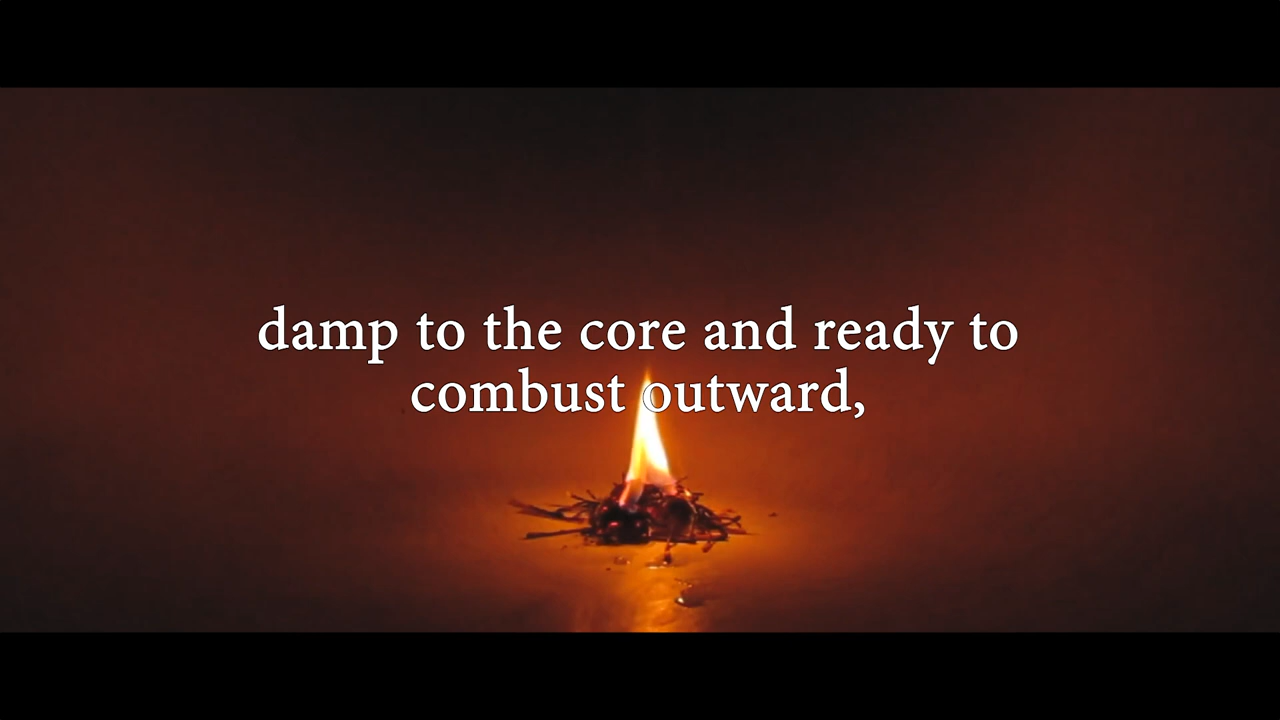 damp to the core and ready to
combust outward,